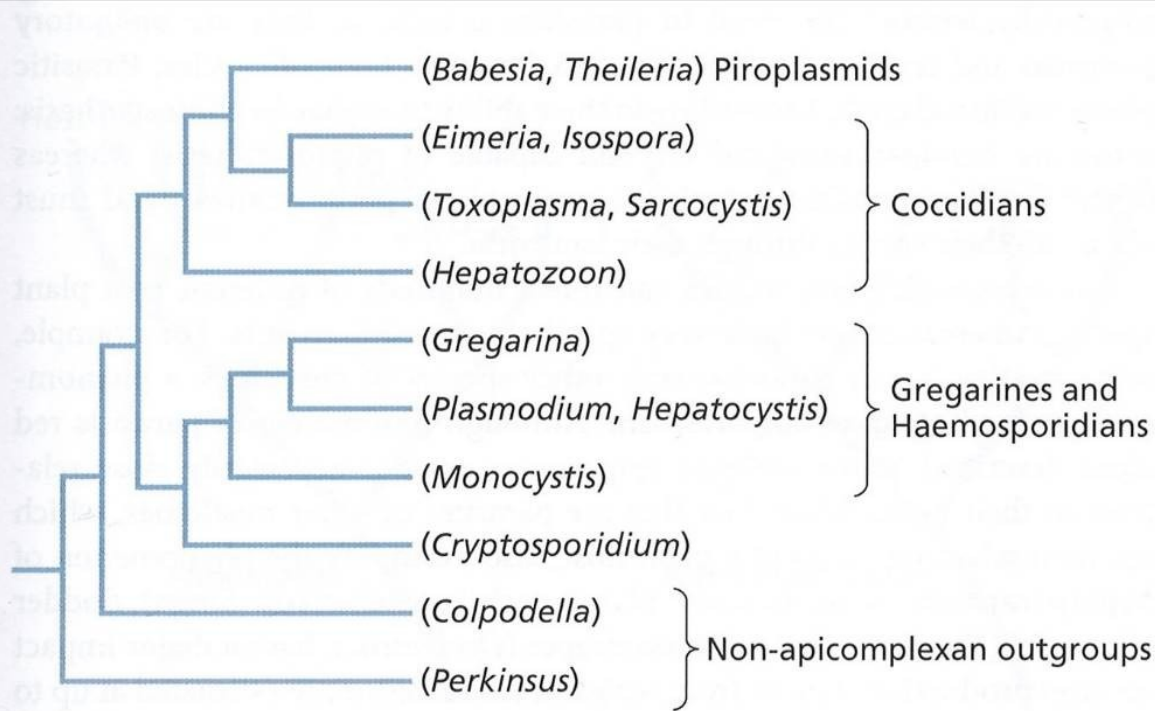 (Babesia, Theileria) Piroplasmids
(Eimeria, Isospora)
(Toxoplasma, Sarcocystis)
Coccidians
(Hepatozoon)
(Gregarina)
(Plasmodium, Hepatocystis)
Gregarines and
Haemosporidians
(Monocystis)
(Cryptosporidium)
(Colpodella)
Non-apicomplexan outgroups
(Perkinsus)